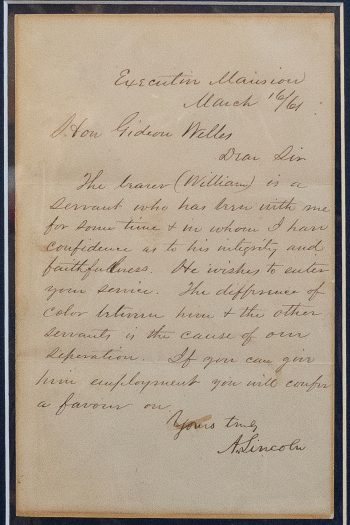 Executive Mansion
March 16/61
Hon Gideon Welles
Dear Sir
The bearer (William) is a
servant who has been with me
for some time & in whom I have
confidence as to his integrity and
faithfulness. He wishes to enter
your service. The difference of
color between him & the other
servants is the cause of our
seperation. If you can give
him employment you will confer
a favour on
Yours truly
A. Lincoln